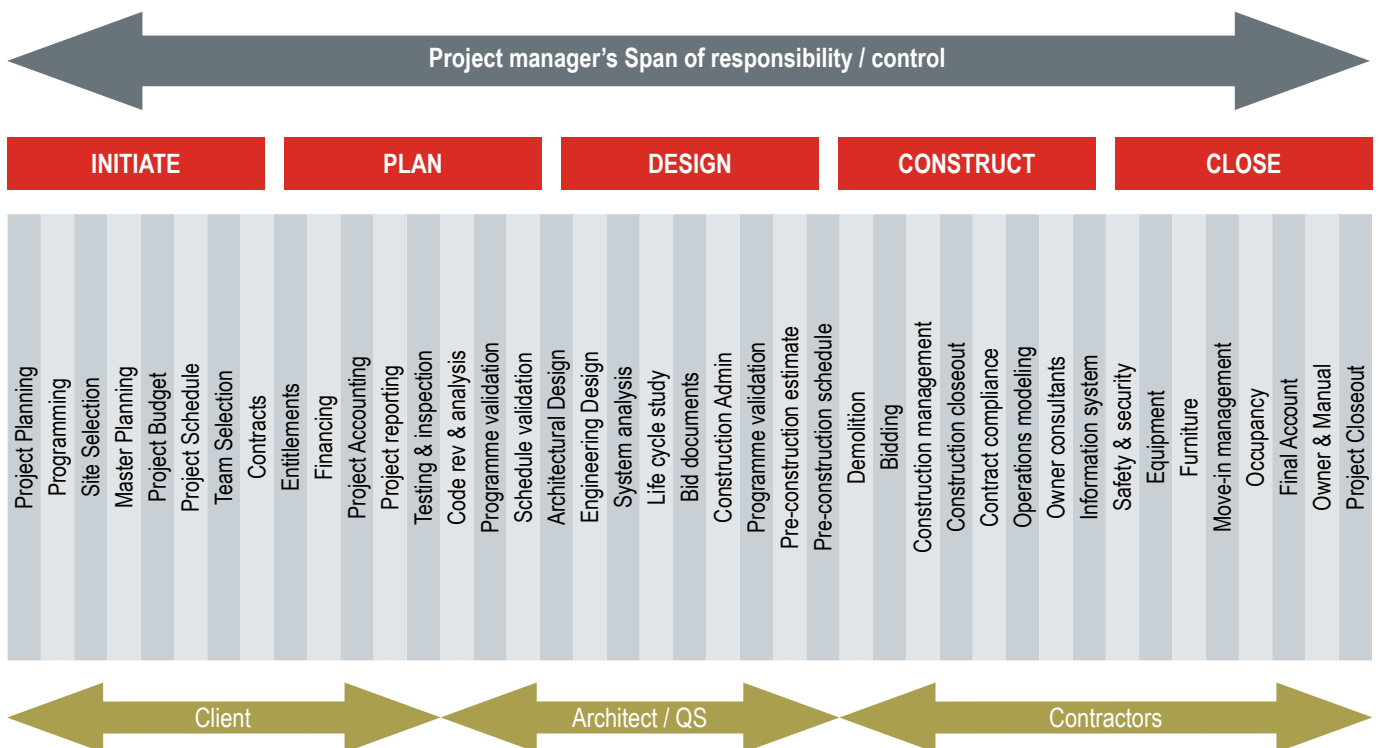 Project manager's Span of responsibility / control
INITIATE
PLAN
DESIGN
CONSTRUCT
CLOSE
Project Planning
Programming
Site Selection
Master Planning
Project Budget
Project Schedule
Team Selection
Contracts
Entitlements
Financing
Project Accounting
Project reporting
Testing & inspection
Code rev & analysis
Programme validation
Schedule validation
Architectural Design
Engineering Design
System analysis
Life cycle study
Bid documents
Construction Admin
Programme validation
Pre-construction estimate
Pre-construction schedule
Demolition
Bidding
Construction management
Construction closeout
Contract compliance
Operations modeling
Owner consultants
Information system
Safety & security
Equipment
Furniture
Move-in management
Occupancy
Final Account
Owner & Manual
Project Closeout
Client
Architect / QS
Contractors